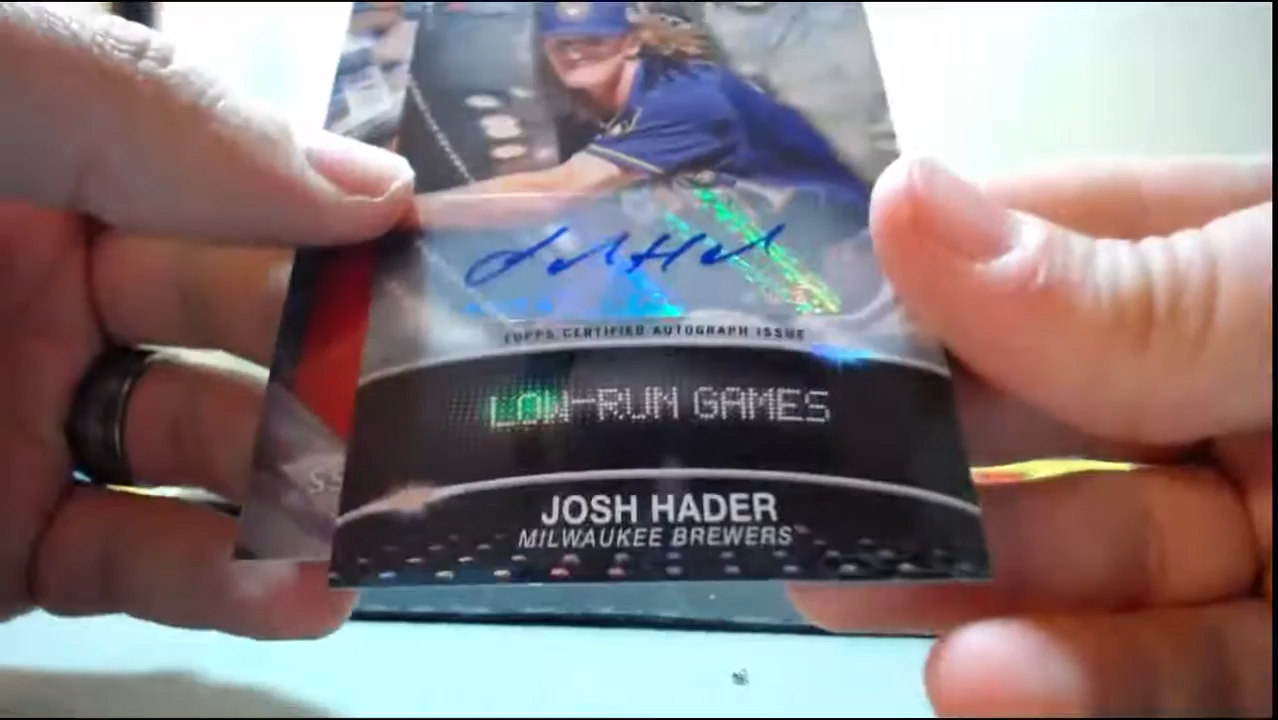 TOPPS CERTIFIED AUTOGRAPH ISSUE
LOW-RUN GAMES
JOSH HADER
MILWAUKEE BREWERS